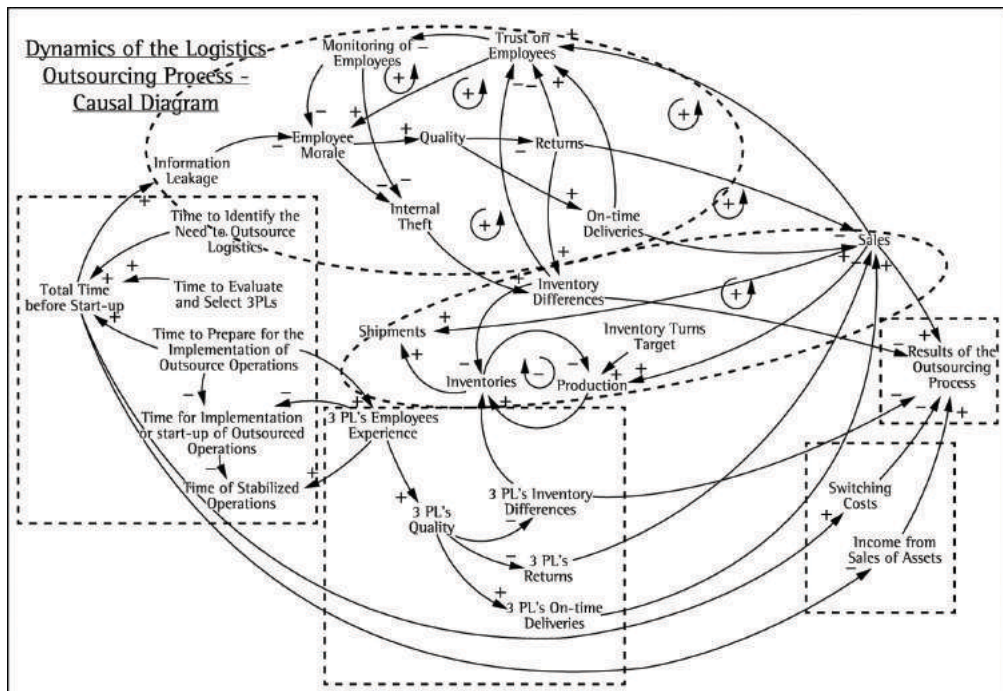 Dynamics of the Logistics
Outsourcing Process -
Causal Diagram
Monitoring of
Employees
Trust on
Employees
Employee
Morale
Quality
Returns
Information
Leakage
Internal
Theft
On-time
Deliveries
Sales
Time to Identify the
Need to Outsource
Logistics
Total Time
before Start-up
Time to Evaluate
and Select 3PLs
Inventory
Differences
Shipments
Inventory Turns
Target
Time to Prepare for the
Implementation of
Outsource Operations
Inventories
Production
Results of the
Outsourcing
Process
Time for Implementation
or start-up of Outsourced
Operations
3 PL's Employees
Experience
Time of Stabilized
Operations
3 PL's
Quality
3 PL's Inventory
Differences
Switching
Costs
3 PL's
Returns
Income from
Sales of Assets
3 PL's On-time
Deliveries